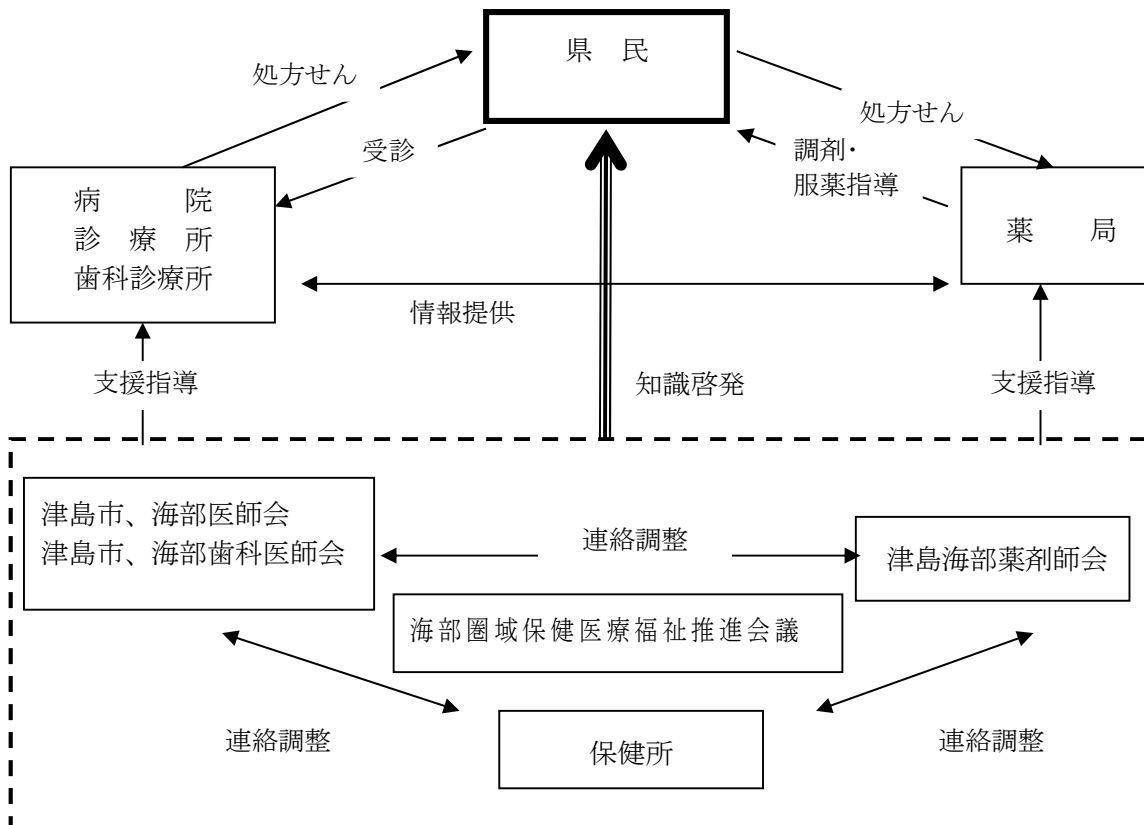 県　民
処方せん
処方せん
受診
調剤・
服薬指導
病　　　院
診　療　所
歯科診療所
薬　　局
情報提供
支援指導
知識啓発
支援指導
津島市、海部医師会
津島市、海部歯科医師会
連絡調整
津島海部薬剤師会
海部圏域保健医療福祉推進会議
連絡調整
保健所
連絡調整